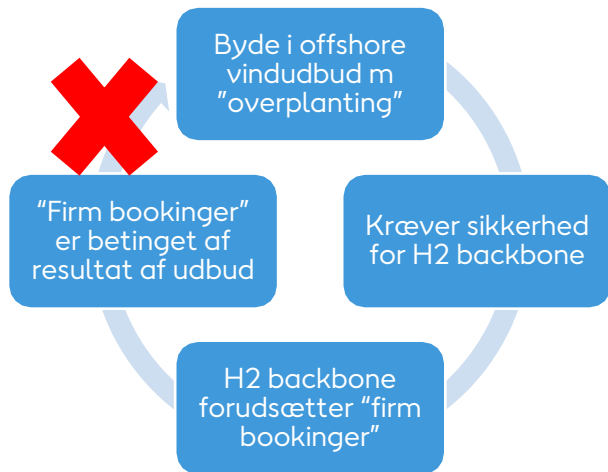 Byde i offshore
vindudbud m
"overplanting"
Kræver sikkerhed
for H2 backbone
H2 backbone
forudsætter "firm
bookinger"
"Firm bookinger"
er betinget af
resultat af udbud